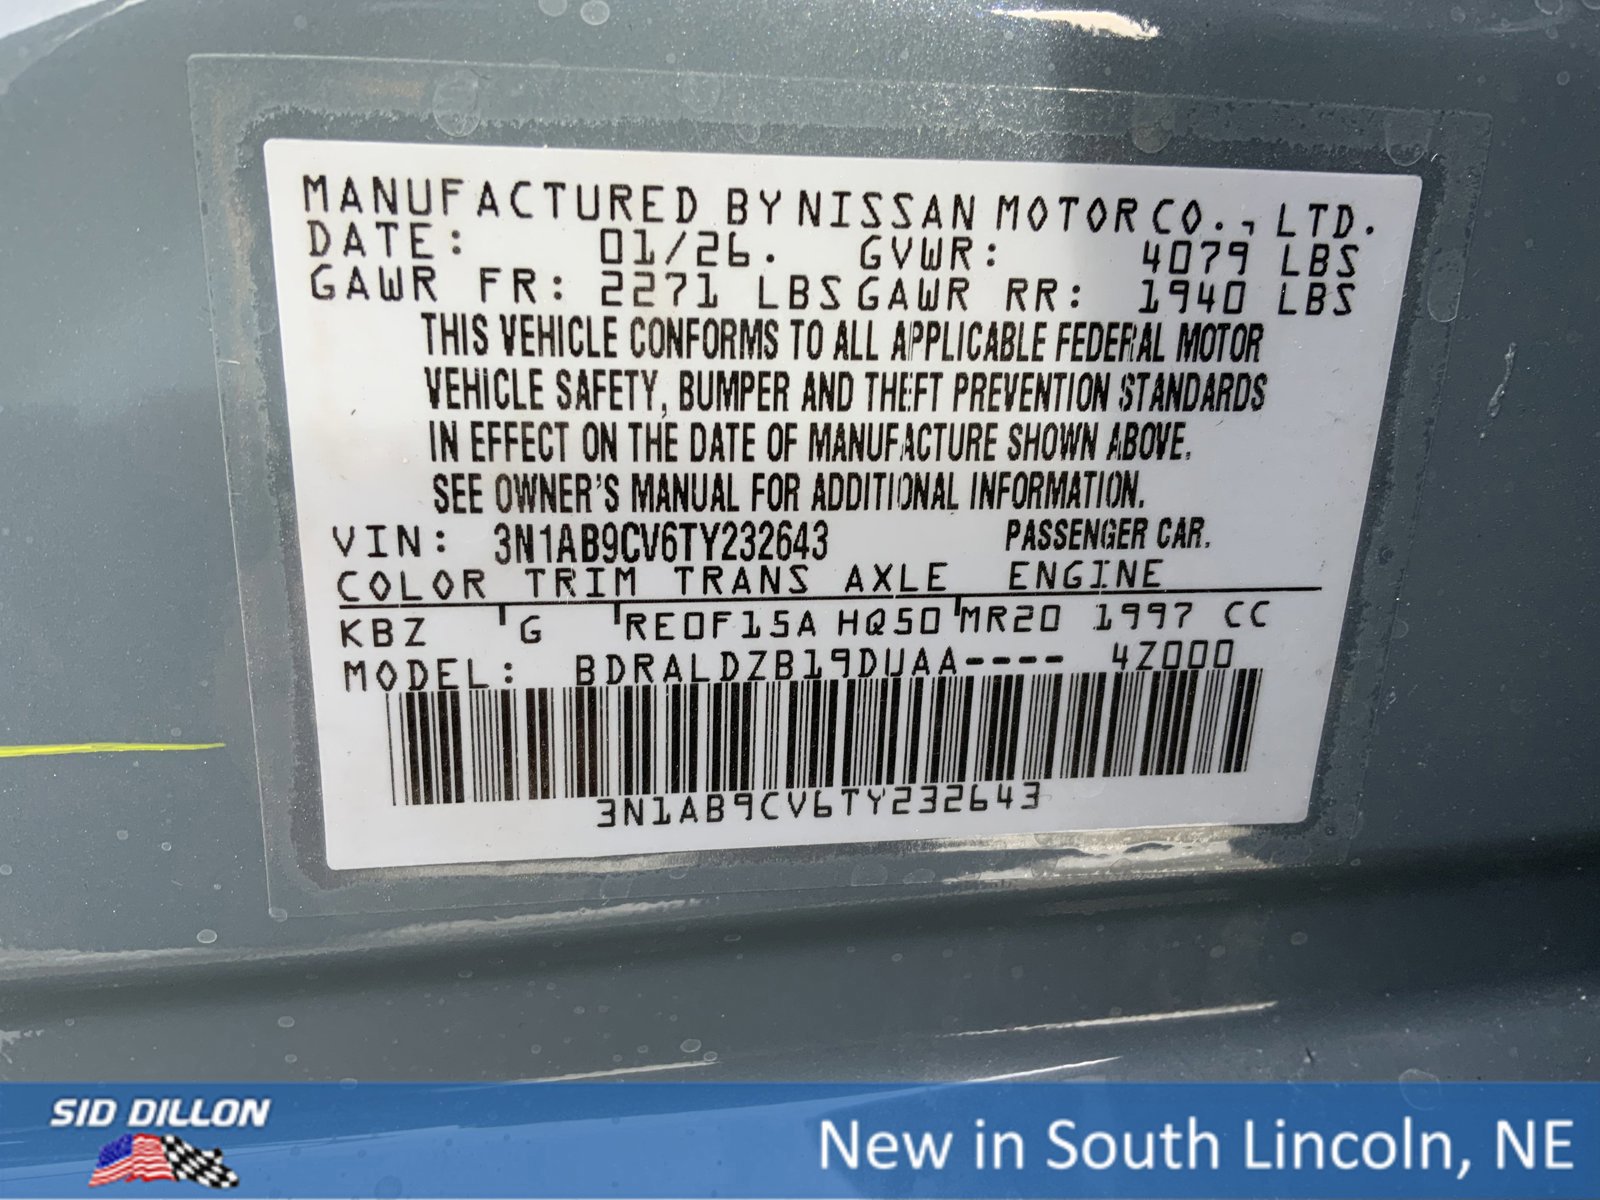 MANUFACTURED BY NISSAN MOTOR CO., LTD.
DATE: 01/26. GVWR: 4079 LBS
GAWR FR: 2271 LBS GAWR RR: 1940 LBS
THIS VEHICLE CONFORMS TO ALL APPLICABLE FEDERAL MOTOR
VEHICLE SAFETY, BUMPER AND THEFT PREVENTION STANDARDS
IN EFFECT ON THE DATE OF MANUFACTURE SHOWN ABOVE.
SEE OWNER'S MANUAL FOR ADDITIONAL INFORMATION.
VIN: 3N1AB9CV6TY232643 PASSENGER CAR.
COLOR TRIM TRANS AXLE ENGINE
KBZ G RE0F15A HQ50 MR20 1997 CC
MODEL: BDRALDZB19DUAA---- 4Z000
3N1AB9CV6TY232643
SID DILLON
New in South Lincoln, NE